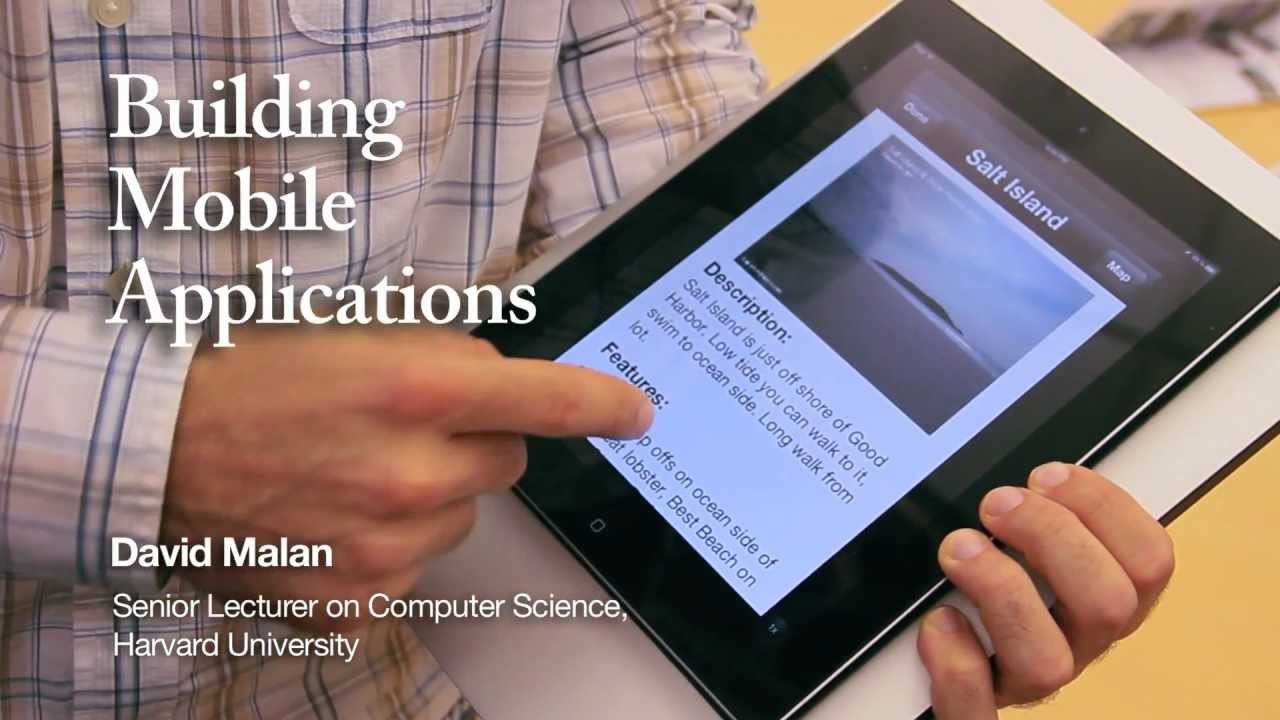 Building
Mobile
Applications
David Malan
Senior Lecturer on Computer Science,
Harvard University
Done
Salt Island
Map
Description:
Salt Island is just off shore of Good
Harbor. Low tide you can walk to it,
swim to ocean side. Long walk from
lot.
Features:
offs on ocean side of
lobster, Best Beach on
1x